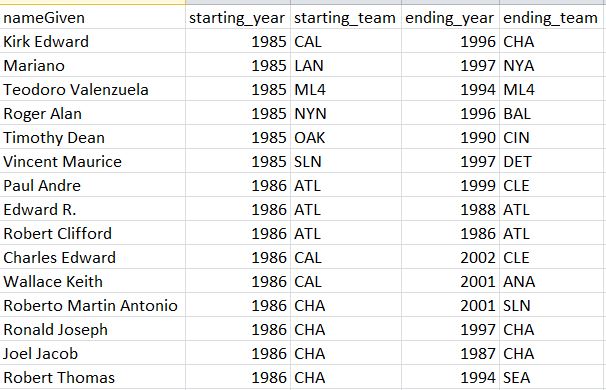 nameGiven starting_year starting_team ending_year ending_team
Kirk Edward 1985 CAL 1996 CHA
Mariano 1985 LAN 1997 NYA
Teodoro Valenzuela 1985 ML4 1994 ML4
Roger Alan 1985 NYN 1996 BAL
Timothy Dean 1985 OAK 1990 CIN
Vincent Maurice 1985 SLN 1997 DET
Paul Andre 1986 ATL 1999 CLE
Edward R. 1986 ATL 1988 ATL
Robert Clifford 1986 ATL 1986 ATL
Charles Edward 1986 CAL 2002 CLE
Wallace Keith 1986 CAL 2001 ANA
Roberto Martin Antonio 1986 CHA 2001 SLN
Ronald Joseph 1986 CHA 1997 CHA
Joel Jacob 1986 CHA 1987 CHA
Robert Thomas 1986 CHA 1994 SEA